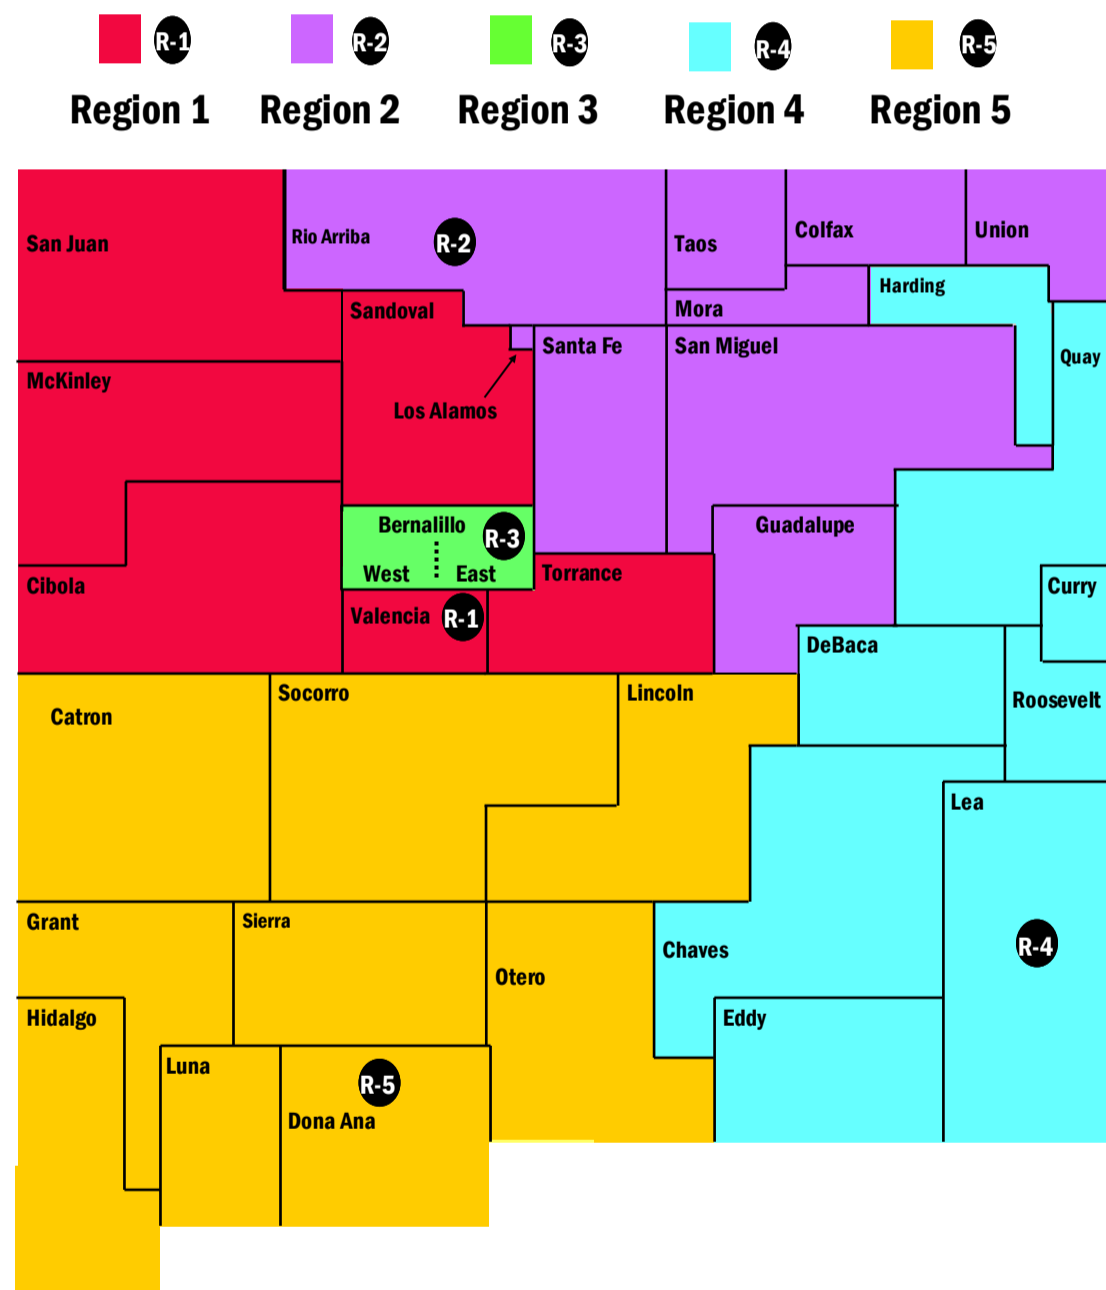 R-1 R-2 R-3 R-4 R-5
Region 1 Region 2 Region 3 Region 4 Region 5
San Juan
Rio Arriba
R-2
Taos
Colfax
Union
Harding
Sandoval
Mora
Santa Fe
San Miguel
Quay
McKinley
Los Alamos
Bernalillo
R-3
West East
Guadalupe
Torrance
Cibola
Curry
Valencia
R-1
DeBaca
Roosevelt
Catron
Socorro
Lincoln
Lea
Grant
Sierra
Otero
Chaves
R-4
Hidalgo
Eddy
Luna
R-5
Dona Ana